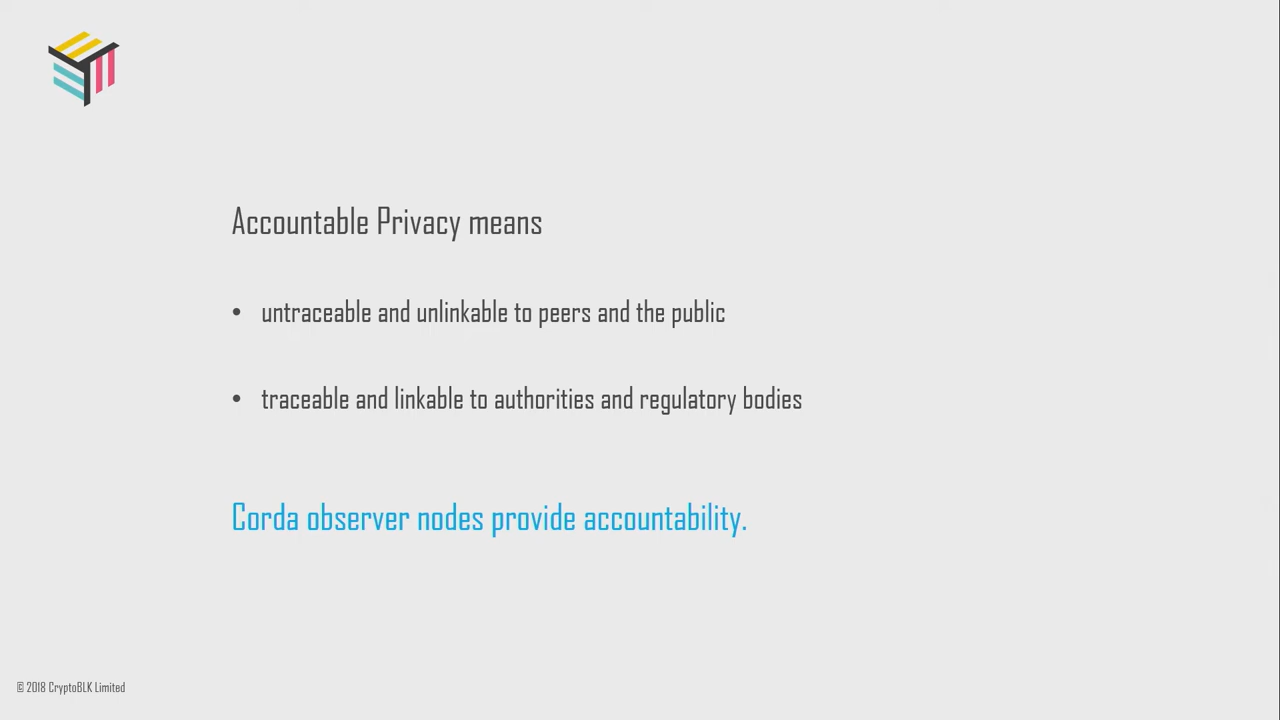 Accountable Privacy means
• untraceable and unlinkable to peers and the public
• traceable and linkable to authorities and regulatory bodies
Corda observer nodes provide accountability.
© 2018 CryptoBLK Limited